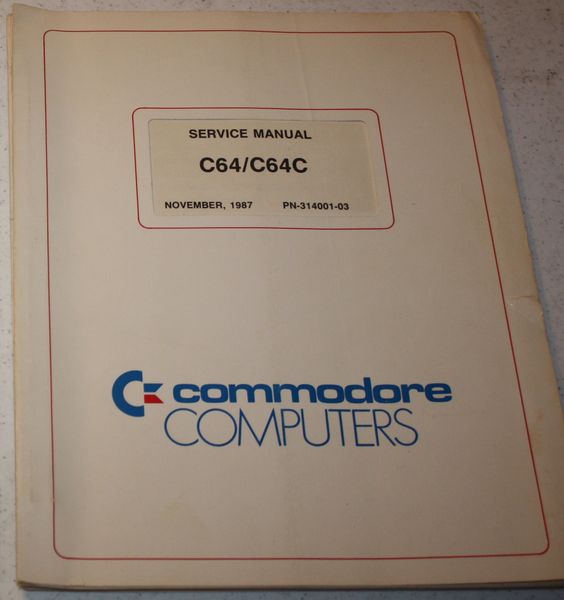 SERVICE MANUAL
C64/C64C
NOVEMBER, 1987 PN-314001-03
commodore
COMPUTERS